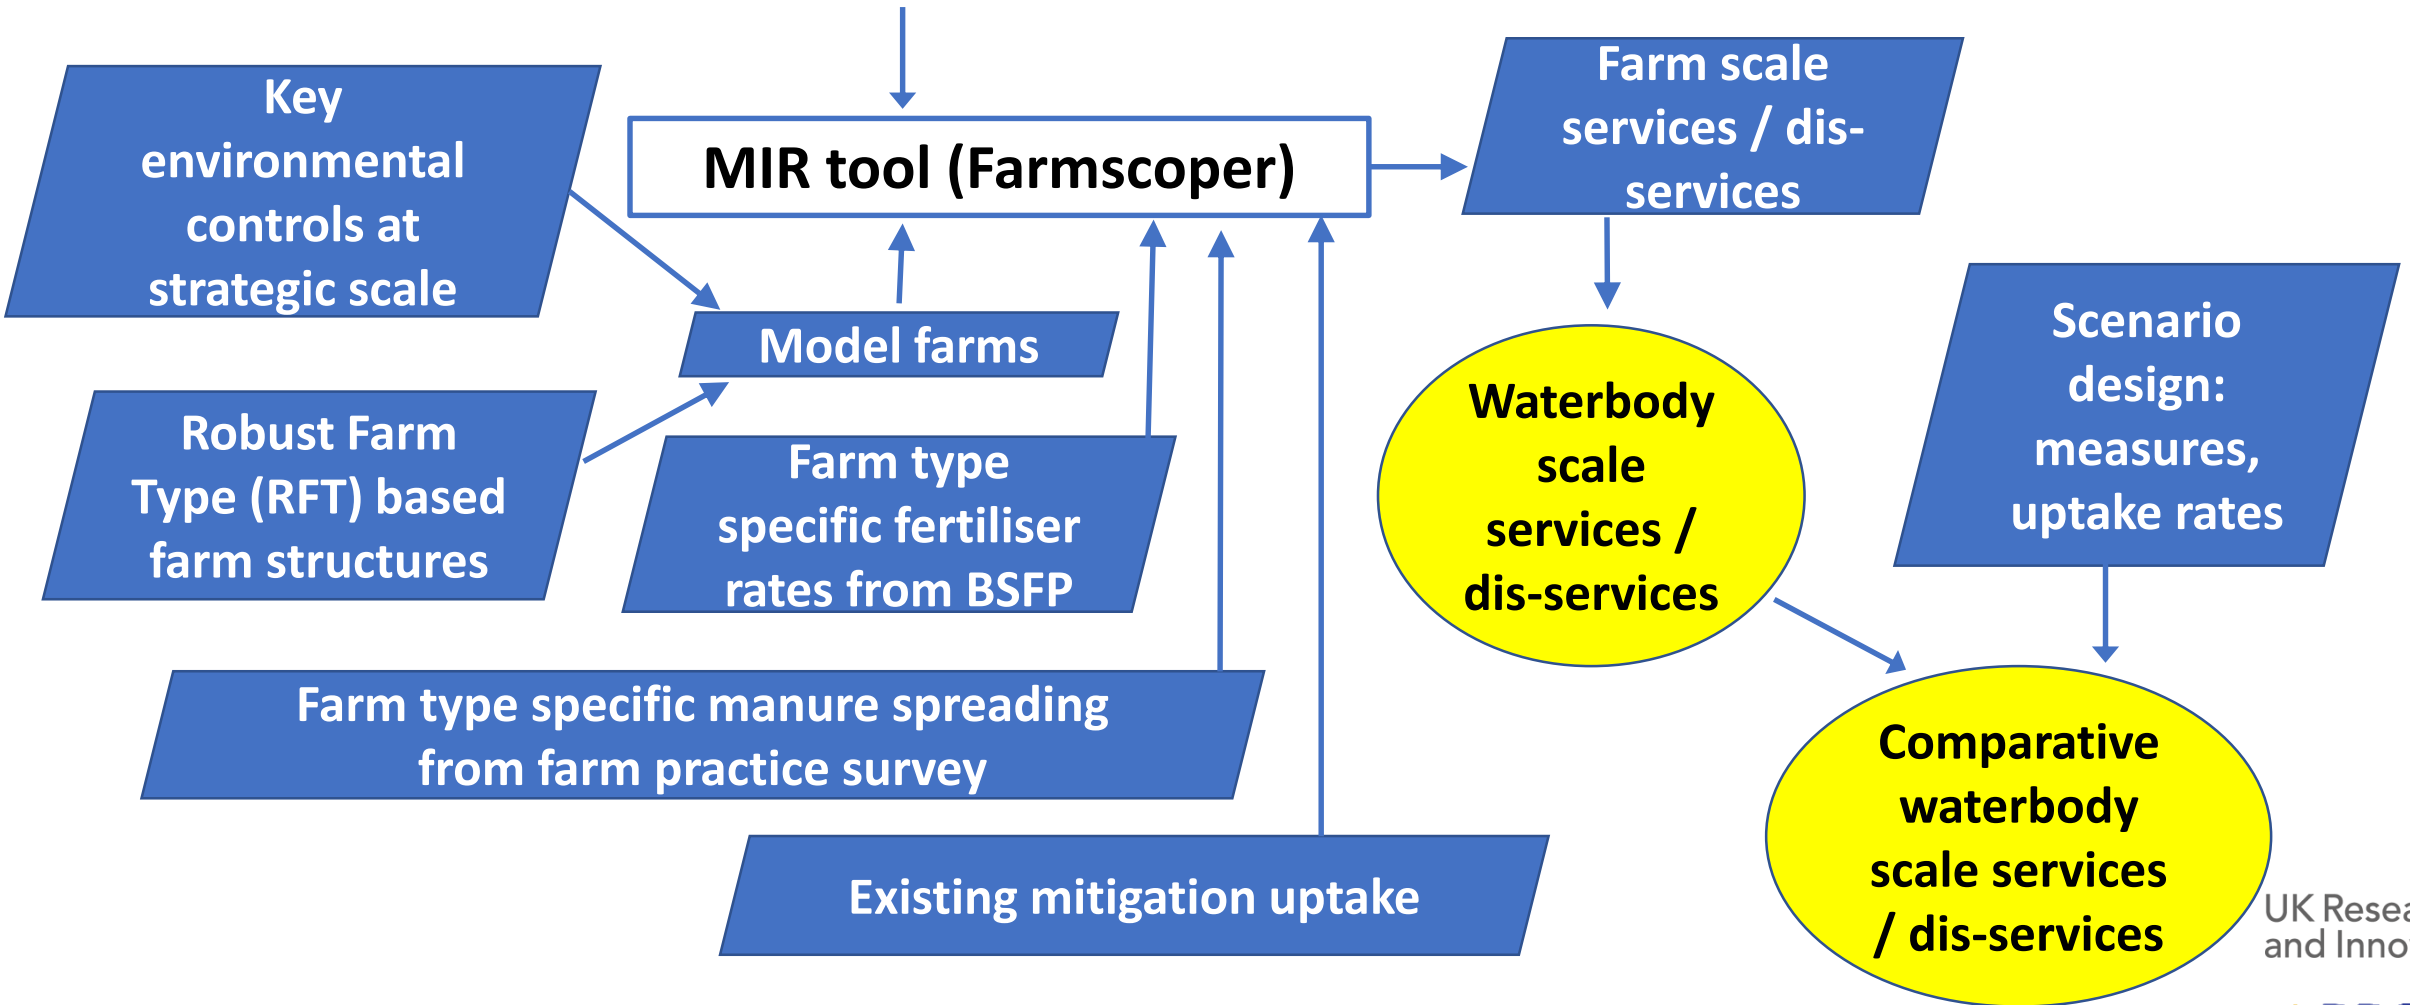 Key
environmental
controls at
strategic scale
MIR tool (Farmscoper)
Farm scale
services / dis-
services
Model farms
Robust Farm
Type (RFT) based
farm structures
Farm type
specific fertiliser
rates from BSFP
Waterbody
scale
services /
dis-services
Scenario
design:
measures,
uptake rates
Farm type specific manure spreading
from farm practice survey
Existing mitigation uptake
Comparative
waterbody
scale services
/ dis-services
UK
and